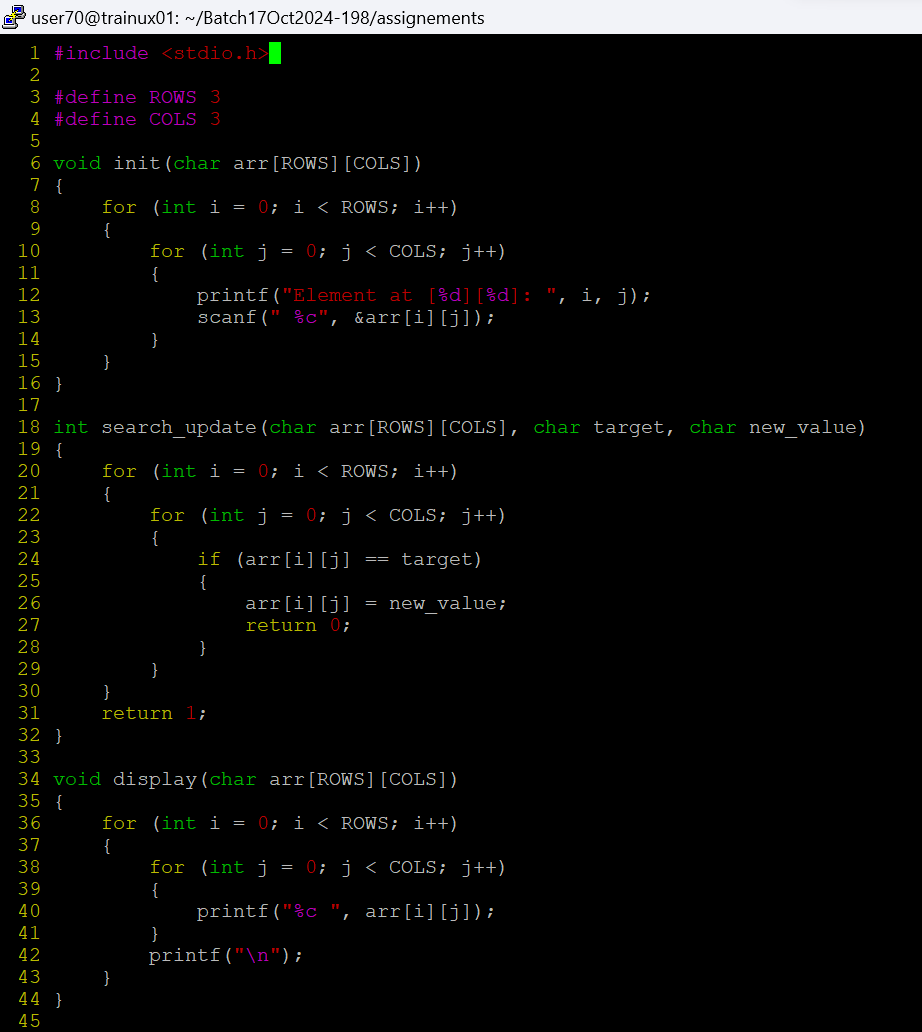 user70@trainux01: ~/Batch17Oct2024-198/assignements
1 #include <stdio.h>
2
3 #define ROWS 3
4 #define COLS 3
5
6 void init(char arr[ROWS][COLS])
7 {
8     for (int i = 0; i < ROWS; i++)
9     {
10         for (int j = 0; j < COLS; j++)
11         {
12             printf("Element at [%d][%d]: ", i, j);
13             scanf(" %c", &arr[i][j]);
14         }
15     }
16 }
17
18 int search_update(char arr[ROWS][COLS], char target, char new_value)
19 {
20     for (int i = 0; i < ROWS; i++)
21     {
22         for (int j = 0; j < COLS; j++)
23         {
24             if (arr[i][j] == target)
25             {
26                 arr[i][j] = new_value;
27                 return 0;
28             }
29         }
30     }
31     return 1;
32 }
33
34 void display(char arr[ROWS][COLS])
35 {
36     for (int i = 0; i < ROWS; i++)
37     {
38         for (int j = 0; j < COLS; j++)
39         {
40             printf("%c ", arr[i][j]);
41         }
42         printf("\n");
43     }
44 }
45